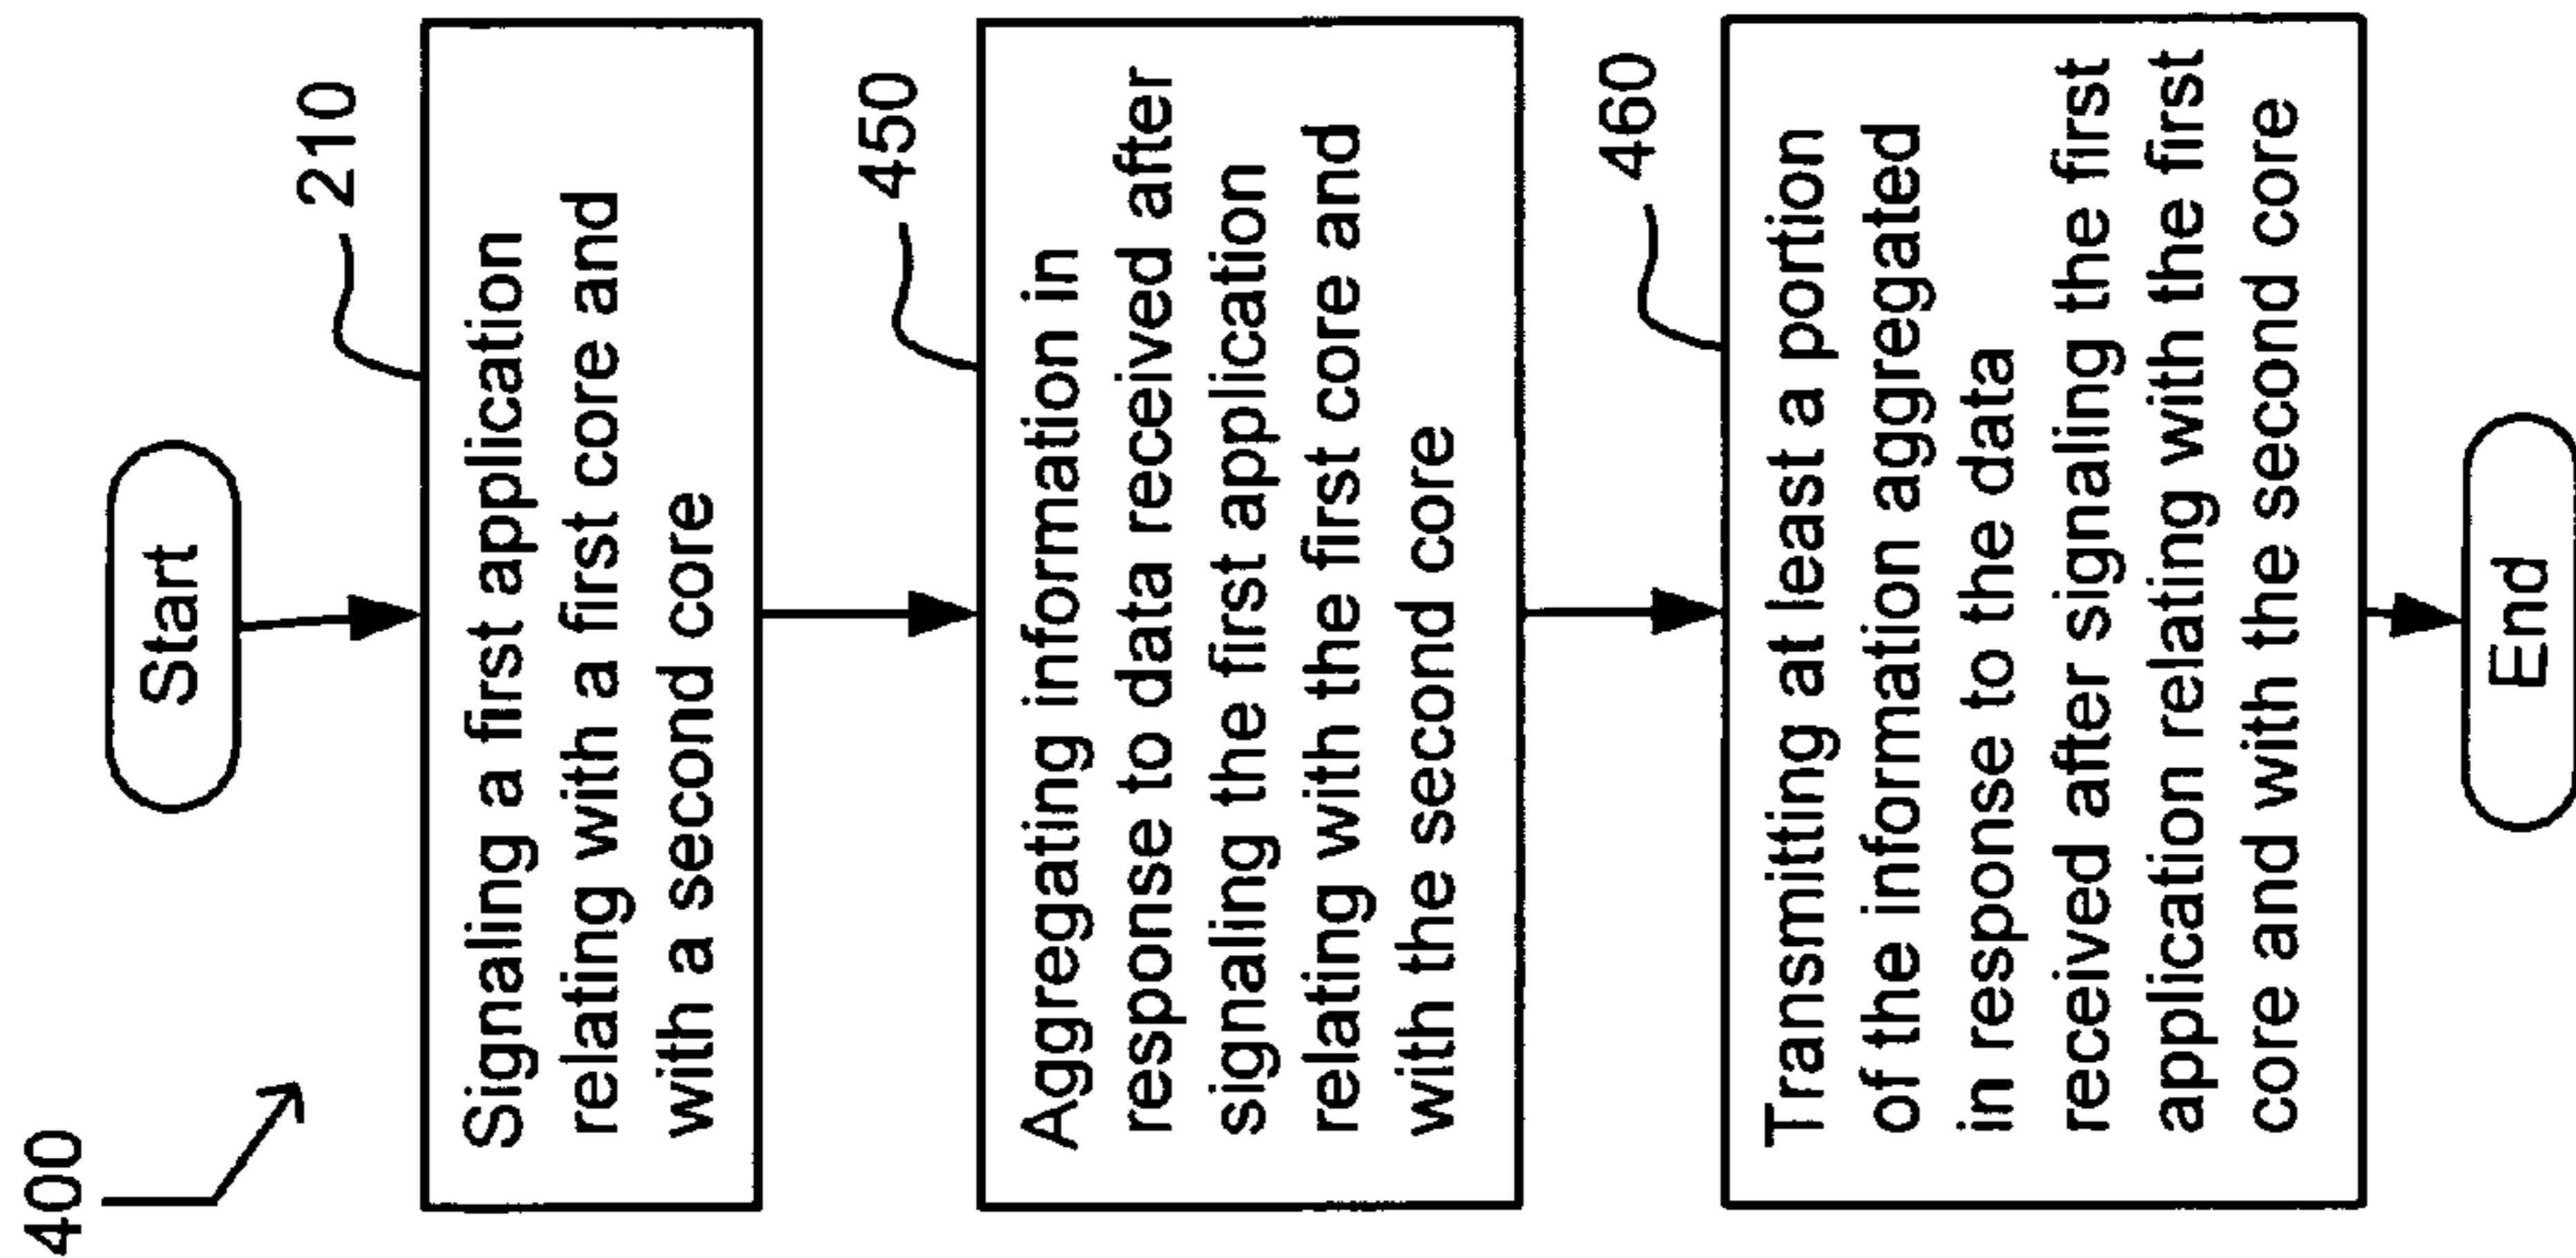 400
Start
210
Signaling a first application
relating with a first core and
with a second core
450
Aggregating information in
response to data received after
signaling the first application
relating with the first core and
with the second core
460
Transmitting at least a portion
of the information aggregated
in response to the data
received after signaling the first
application relating with the first
core and with the second core
End